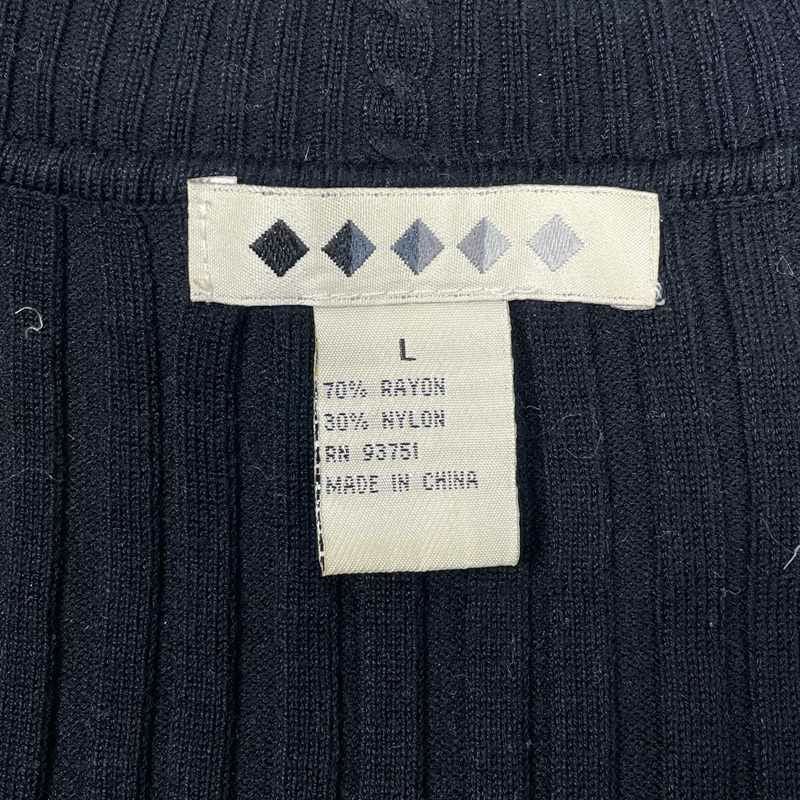 L
70% RAYON
30% NYLON
RN 93751
MADE IN CHINA